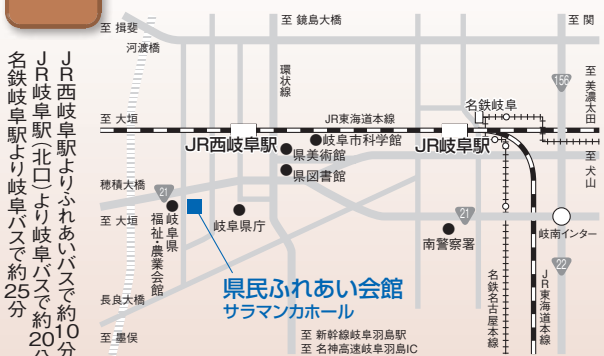 JR西岐阜駅よりふれあいバスで約10分
JR岐阜駅(北口)より岐阜バスで約20分
名鉄岐阜駅より岐阜バスで約25分
至 揖斐
至 鏡島大橋
至 関
河渡橋
環状線
156
至 美濃太田
名鉄岐阜
至 大垣
JR東海道本線
JR西岐阜駅
岐阜市科学館
JR岐阜駅
県美術館
県図書館
至 犬山
穂積大橋
21
至 大垣
岐阜県
福祉・農業会館
岐阜県庁
21
南警察署
岐南インター
22
県民ふれあい会館
サラマンカホール
長良大橋
至 墨俣
至 新幹線岐阜羽島駅
至 名神高速岐阜羽島IC
名鉄名古屋本線
JR東海道本線